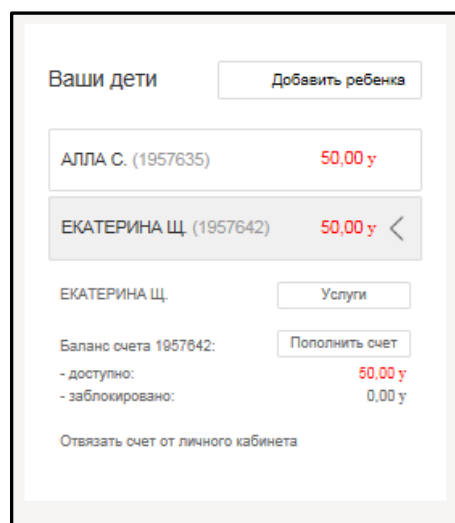 Ваши дети
Добавить ребенка
АЛЛА С. (1957635) 50,00 у
ЕКАТЕРИНА Щ. (1957642) 50,00 у
ЕКАТЕРИНА Щ. Услуги
Баланс счета 1957642: Пополнить счет
- доступно: 50,00 у
- заблокировано: 0,00 у
Отвязать счет от личного кабинета